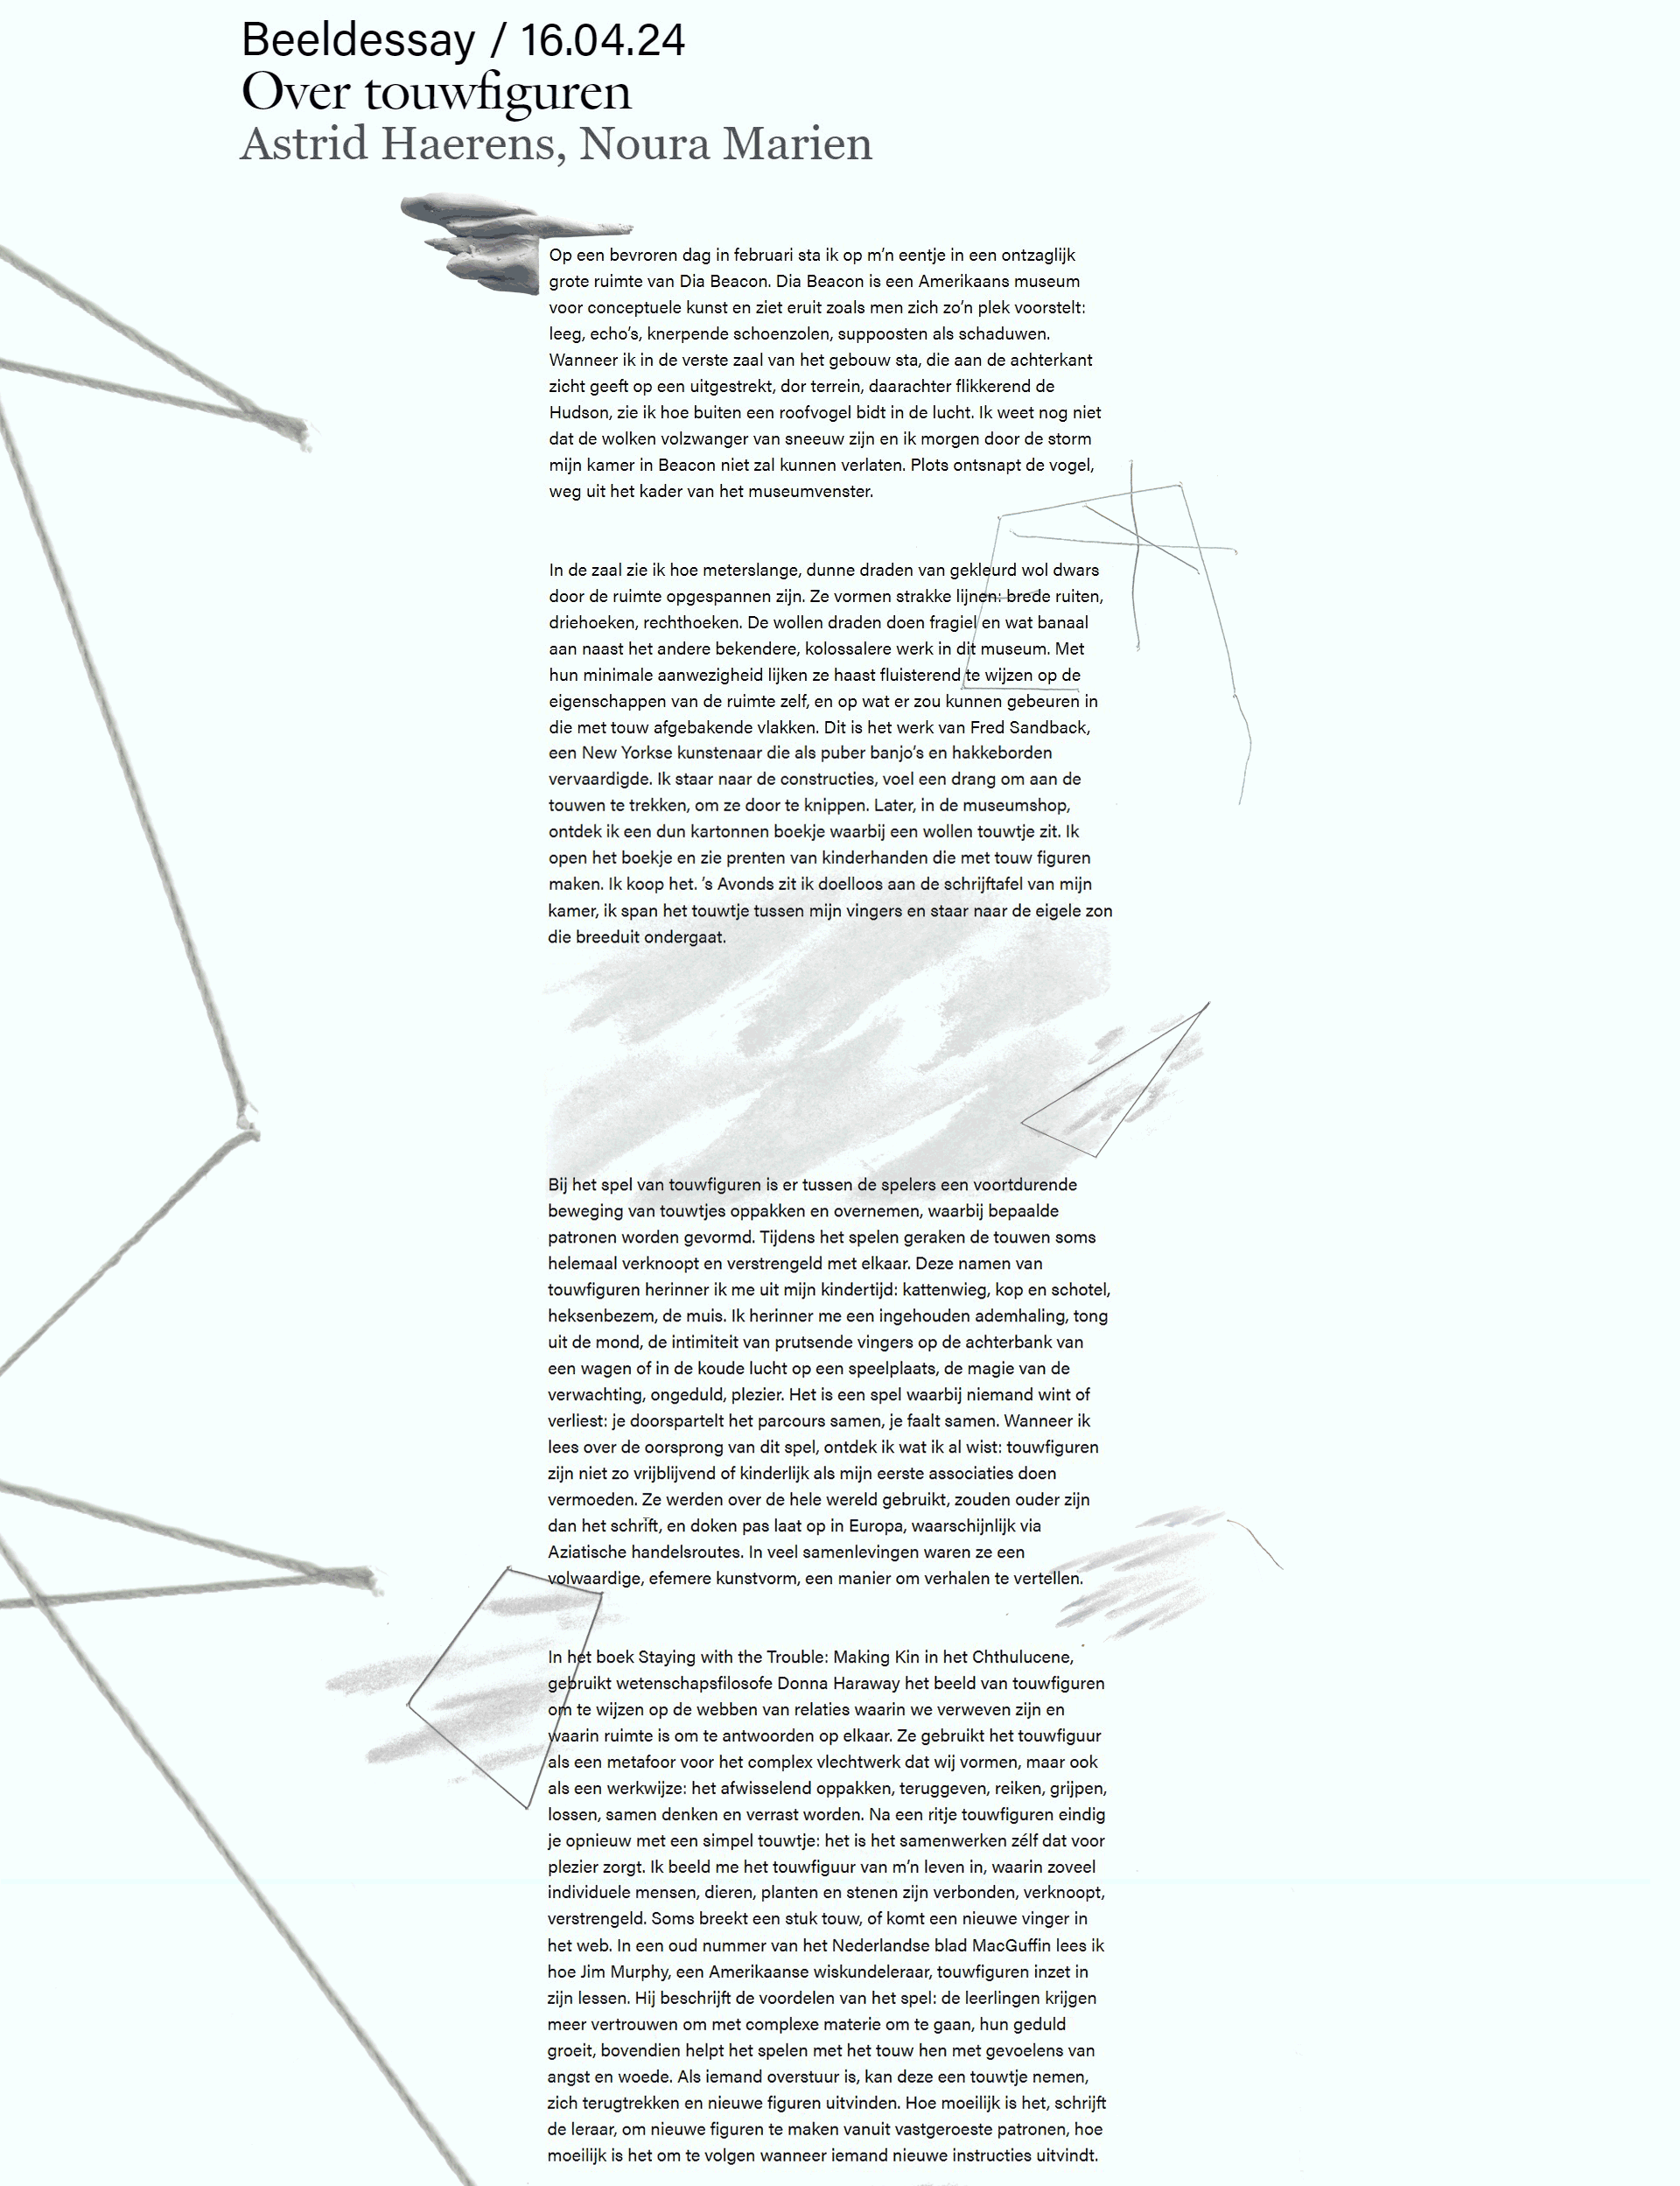 Beeldessay / 16.04.24
Over touwfiguren
Astrid Haerens, Noura Marien
Op een bevroren dag in februari sta ik op m’n eentje in een ontzaglijk
grote ruimte van Dia Beacon. Dia Beacon is een Amerikaans museum
voor conceptuele kunst en ziet eruit zoals men zich zo’n plek voorstelt:
leeg, echo’s, knerpende schoenzolen, suppoosten als schaduwen.
Wanneer ik in de verste zaal van het gebouw sta, die aan de achterkant
zicht geeft op een uitgestrekt, dor terrein, daarachter flikkerend de
Hudson, zie ik hoe buiten een roofvogel bidt in de lucht. Ik weet nog niet
dat de wolken volzwanger van sneeuw zijn en ik morgen door de storm
mijn kamer in Beacon niet zal kunnen verlaten. Plots ontsnapt de vogel,
weg uit het kader van het museumvenster.
In de zaal zie ik hoe meterslange, dunne draden van gekleurd wol dwars
door de ruimte opgespannen zijn. Ze vormen strakke lijnen: brede ruiten,
driehoeken, rechthoeken. De wollen draden doen fragiel en wat banaal
aan naast het andere bekendere, kolossalere werk in dit museum. Met
hun minimale aanwezigheid lijken ze haast fluisterend te wijzen op de
eigenschappen van de ruimte zelf, en op wat er zou kunnen gebeuren in
die met touw afgebakende vlakken. Dit is het werk van Fred Sandback,
een New Yorkse kunstenaar die als puber banjo’s en hakkeborden
vervaardigde. Ik staar naar de constructies, voel een drang om aan de
touwen te trekken, om ze door te knippen. Later, in de museumshop,
ontdek ik een dun kartonnen boekje waarbij een wollen touwtje zit. Ik
open het boekje en zie prenten van kinderhanden die met touw figuren
maken. Ik koop het. ’s Avonds zit ik doelloos aan de schrijftafel van mijn
kamer, ik span het touwtje tussen mijn vingers en staar naar de eigele zon
die breeduit ondergaat.
Bij het spel van touwfiguren is er tussen de spelers een voortdurende
beweging van touwtjes oppakken en overnemen, waarbij bepaalde
patronen worden gevormd. Tijdens het spelen geraken de touwen soms
helemaal verknoopt en verstrengeld met elkaar. Deze namen van
touwfiguren herinner ik me uit mijn kindertijd: kattenwieg, kop en schotel,
heksenbezem, de muis. Ik herinner me een ingehouden ademhaling, tong
uit de mond, de intimiteit van prutsende vingers op de achterbank van
een wagen of in de koude lucht op een speelplaats, de magie van de
verwachting, ongeduld, plezier. Het is een spel waarbij niemand wint of
verliest: je doorspartelt het parcours samen, je faalt samen. Wanneer ik
lees over de oorsprong van dit spel, ontdek ik wat ik al wist: touwfiguren
zijn niet zo vrijblijvend of kinderlijk als mijn eerste associaties doen
vermoeden. Ze werden over de hele wereld gebruikt, zouden ouder zijn
dan het schrift, en doken pas laat op in Europa, waarschijnlijk via
Aziatische handelsroutes. In veel samenlevingen waren ze een
volwaardige, efemere kunstvorm, een manier om verhalen te vertellen.
In het boek Staying with the Trouble: Making Kin in het Chthulucene,
gebruikt wetenschapsfilosofe Donna Haraway het beeld van touwfiguren
om te wijzen op de webben van relaties waarin we verweven zijn en
waarin ruimte is om te antwoorden op elkaar. Ze gebruikt het touwfiguur
als een metafoor voor het complex vlechtwerk dat wij vormen, maar ook
als een werkwijze: het afwisselend oppakken, teruggeven, reiken, grijpen,
lossen, samen denken en verrast worden. Na een ritje touwfiguren eindig
je opnieuw met een simpel touwtje: het is het samenwerken zélf dat voor
plezier zorgt. Ik beeld me het touwfiguur van m’n leven in, waarin zoveel
individuele mensen, dieren, planten en stenen zijn verbonden, verknoopt,
verstrengeld. Soms breekt een stuk touw, of komt een nieuwe vinger in
het web. In een oud nummer van het Nederlandse blad MacGuffin lees ik
hoe Jim Murphy, een Amerikaanse wiskundeleraar, touwfiguren inzet in
zijn lessen. Hij beschrijft de voordelen van het spel: de leerlingen krijgen
meer vertrouwen om met complexe materie om te gaan, hun geduld
groeit, bovendien helpt het spelen met het touw hen met gevoelens van
angst en woede. Als iemand overstuur is, kan deze een touwtje nemen,
zich terugtrekken en nieuwe figuren uitvinden. Hoe moeilijk is het, schrijft
de leraar, om nieuwe figuren te maken vanuit vastgeroeste patronen, hoe
moeilijk is het om te volgen wanneer iemand nieuwe instructies uitvindt.